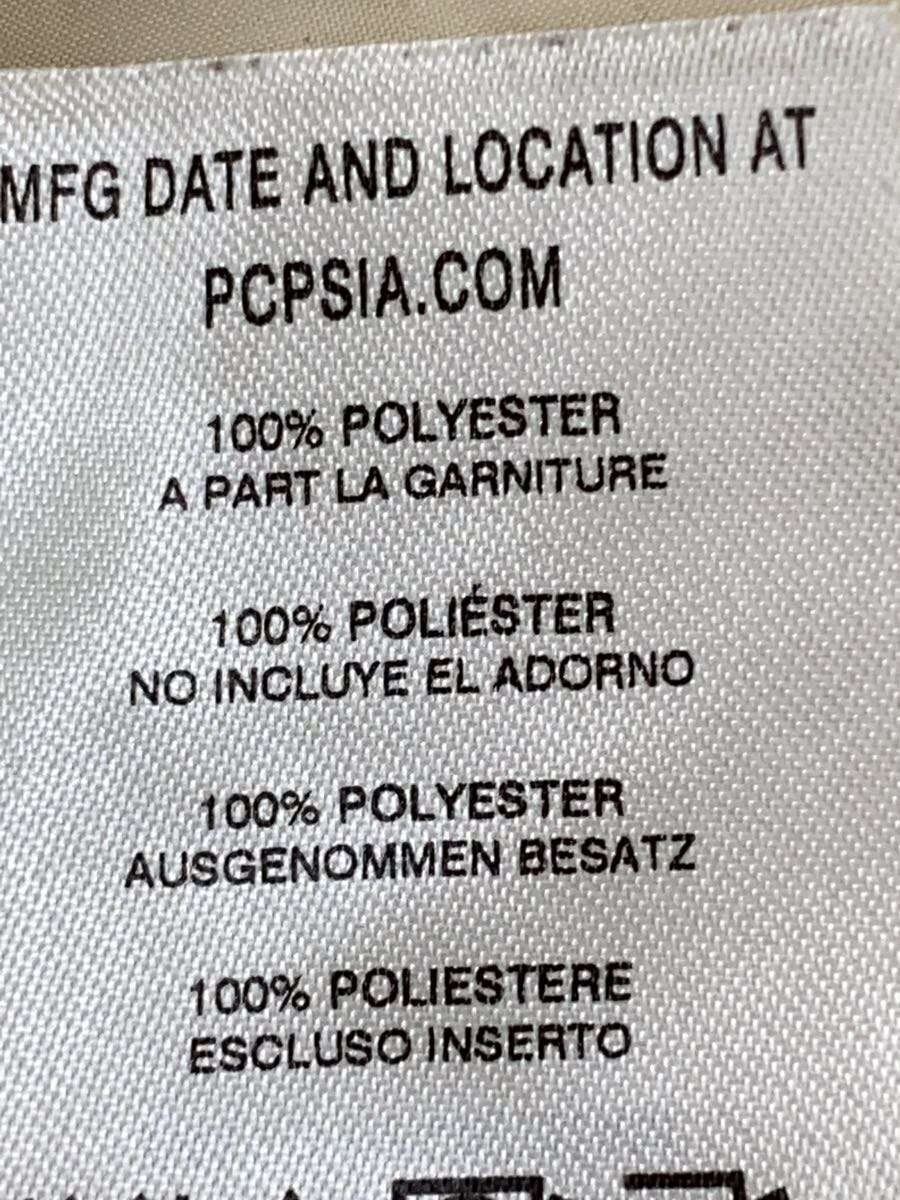 MFG DATE AND LOCATION AT
PCPSIA.COM
100% POLYESTER
A PART LA GARNITURE
100% POLIÉSTER
NO INCLUYE EL ADORNO
100% POLYESTER
AUSGENOMMEN BESATZ
100% POLIESTERE
ESCLUSO INSERTO